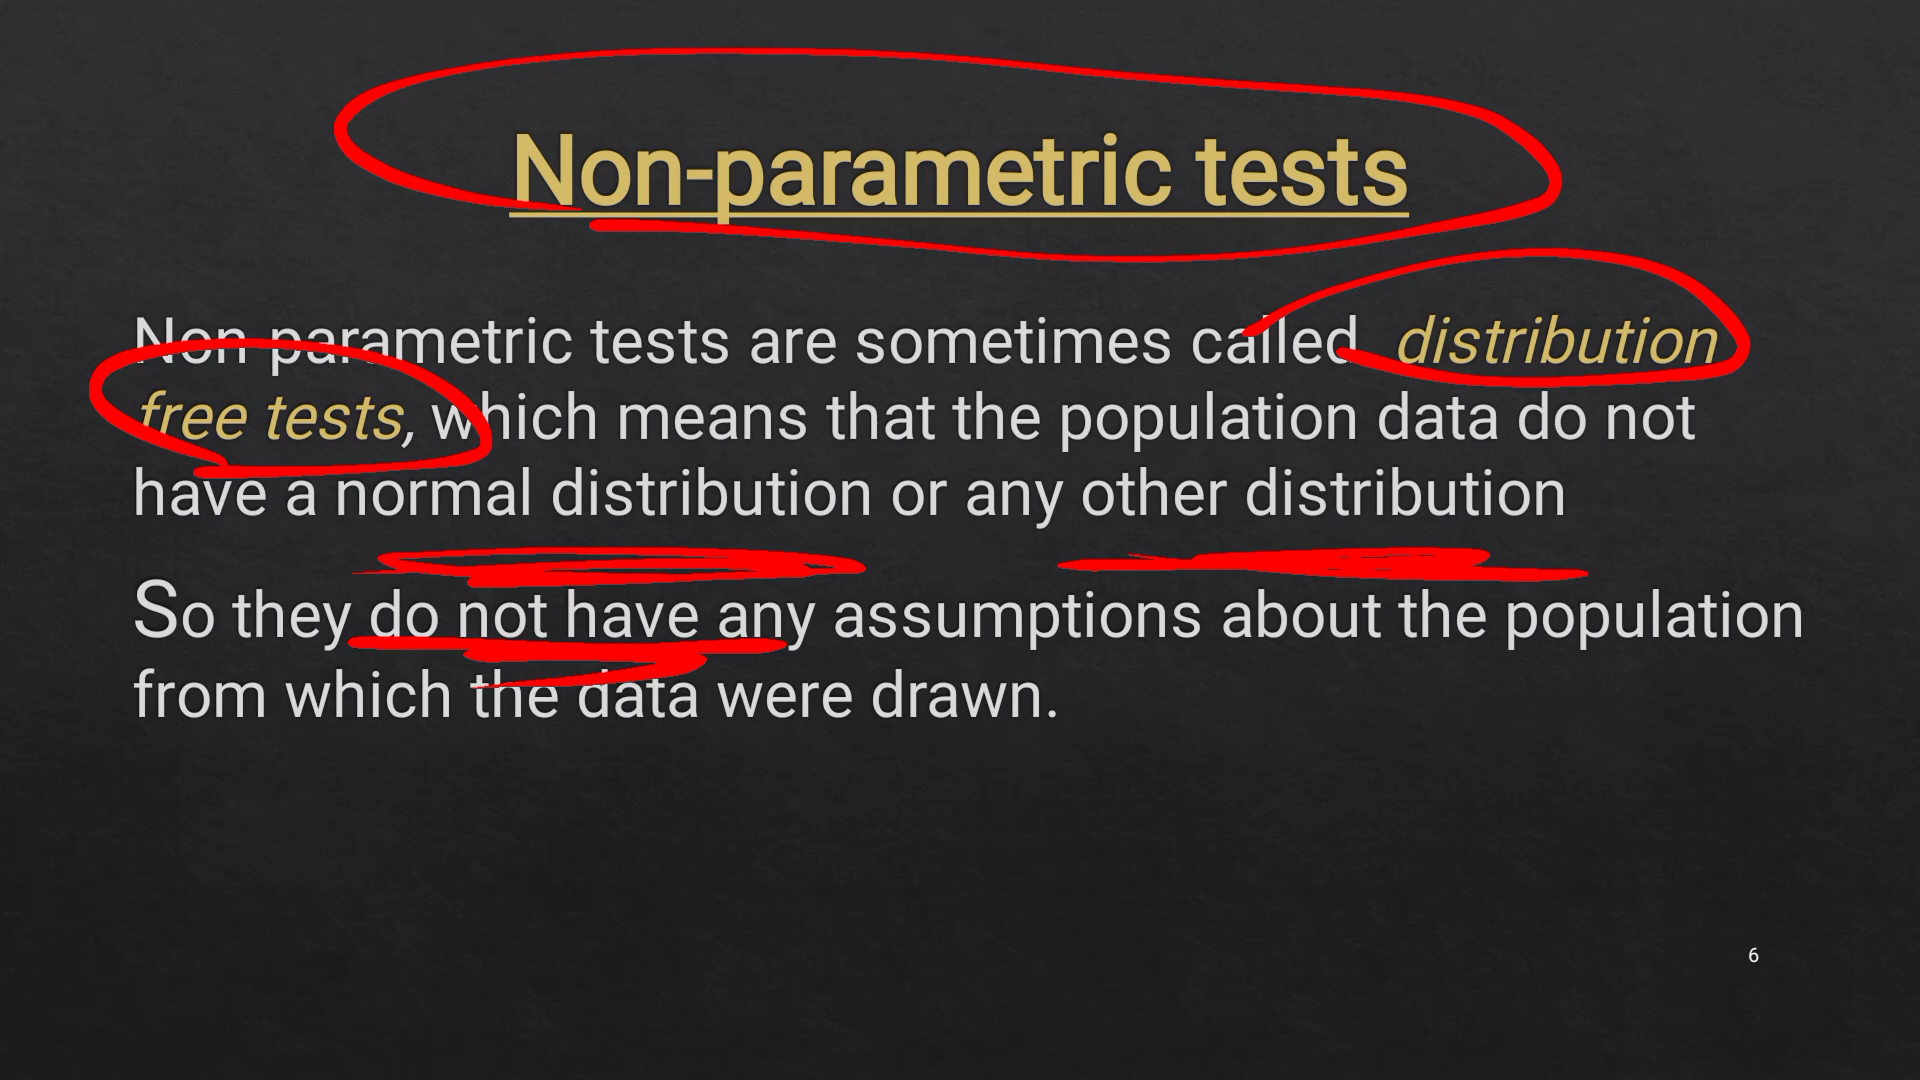 Non-parametric tests
Non-parametric tests are sometimes called distribution
free tests, which means that the population data do not
have a normal distribution or any other distribution
So they do not have any assumptions about the population
from which the data were drawn.
6